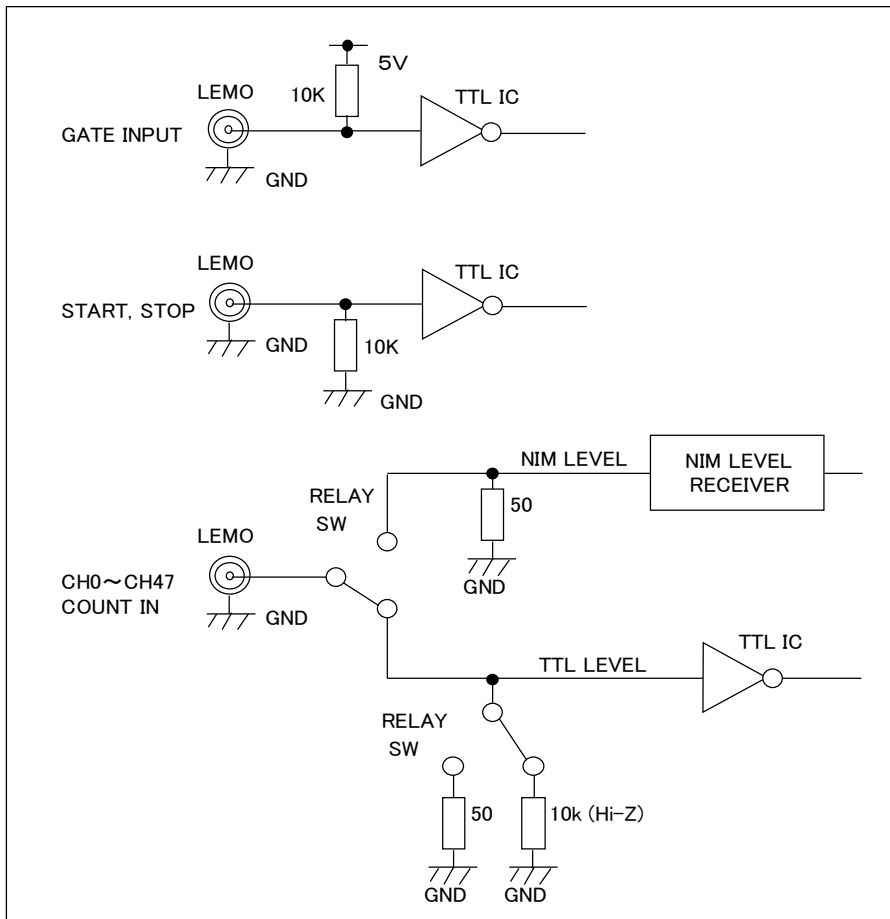 5V
LEMO
10K
TTL IC
GATE INPUT
GND
LEMO
TTL IC
START, STOP
GND
10K
GND
NIM LEVEL
NIM LEVEL
RECEIVER
RELAY
SW
50
LEMO
GND
CH0～CH47
COUNT IN
GND
TTL LEVEL
TTL IC
RELAY
SW
50
10k (Hi-Z)
GND
GND